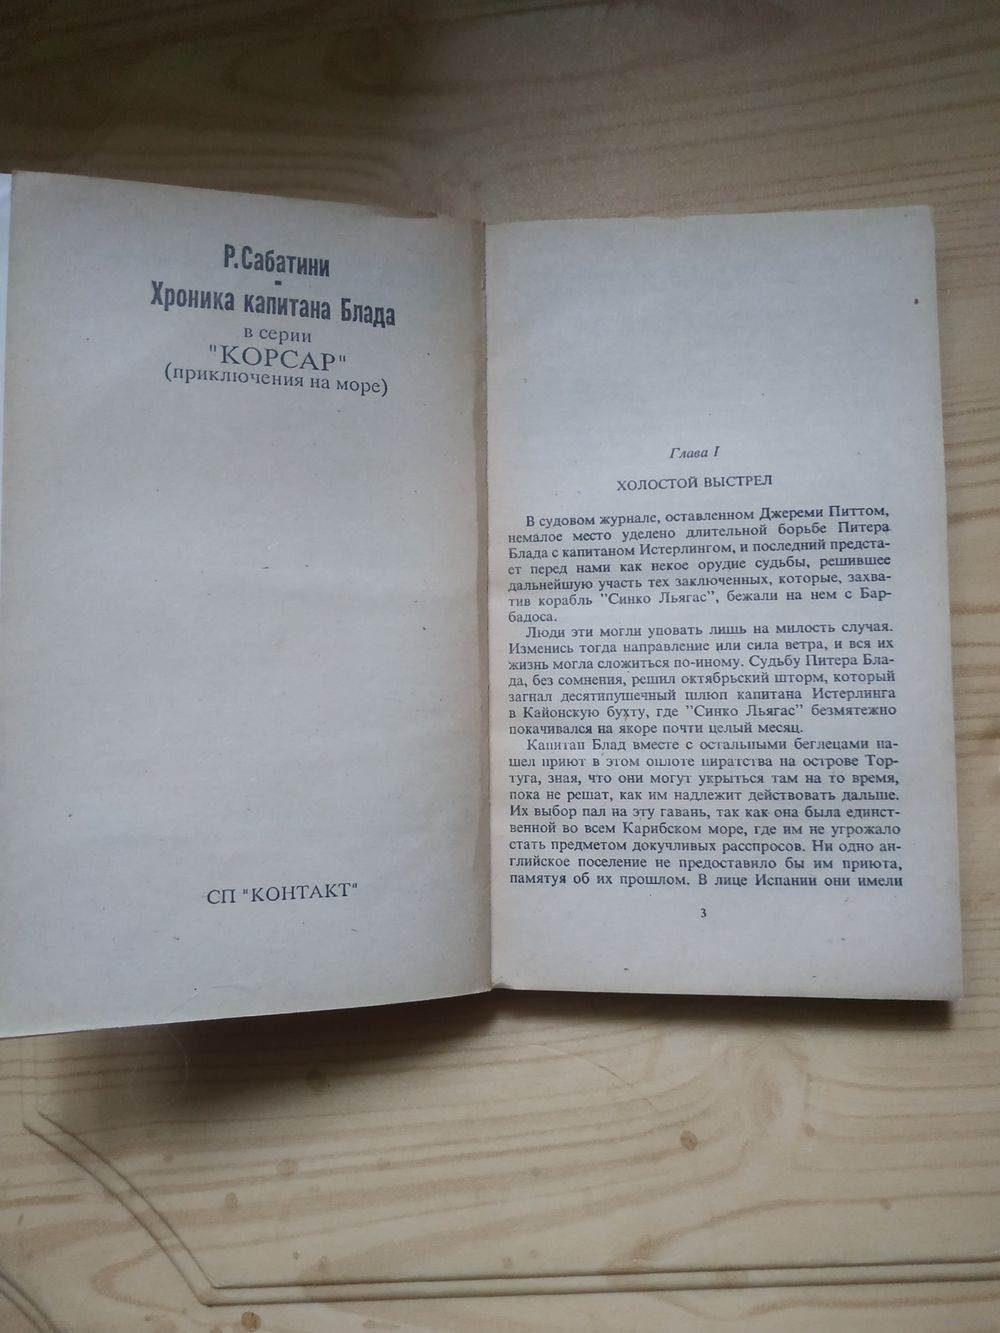 Р.Сабатини
-
Хроника капитана Блада
в серии
"КОРСАР"
(приключения на море)
СП "КОНТАКТ"
Глава I
ХОЛОСТОЙ ВЫСТРЕЛ
В судовом журнале, оставленном Джереми Питтом,
немалое место уделено длительной борьбе Питера
Блада с капитаном Истерлингом, и последний предста-
ет перед нами как некое орудие судьбы, решившее
дальнейшую участь тех заключенных, которые, захва-
тив корабль "Синко Льягас", бежали на нем с Бар-
бадоса.
Люди эти могли уповать лишь на милость случая.
Изменись тогда направление или сила ветра, и вся их
жизнь могла сложиться по-иному. Судьбу Питера Бла-
да, без сомнения, решил октябрьский шторм, который
загнал десятипушечный шлюп капитана Истерлинга
в Кайонскую бухту, где "Синко Льягас" безмятежно
покачивался на якоре почти целый месяц.
Капитан Блад вместе с остальными беглецами на-
шел приют в этом оплоте пиратства на острове Тор-
туга, зная, что они могут укрыться там на то время,
пока не решат, как им надлежит действовать дальше.
Их выбор пал на эту гавань, так как она была единст-
венной во всем Карибском море, где им не угрожало
стать предметом докучливых расспросов. Ни одно ан-
глийское поселение не предоставило бы им приюта,
памятуя об их прошлом. В лице Испании они имели
3